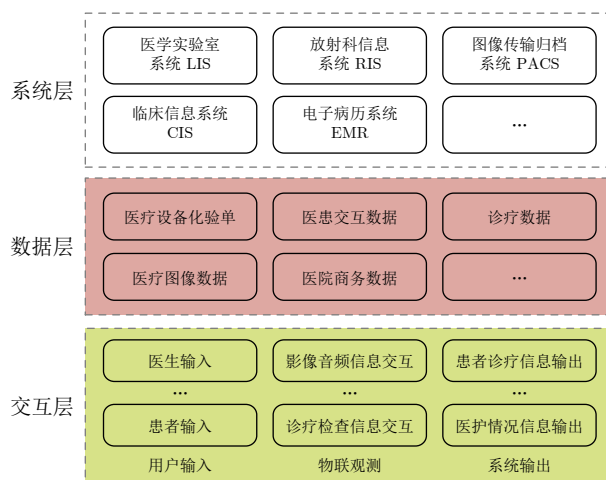 系统层
医学实验室
系统 LIS
放射科信息
系统 RIS
图像传输归档
系统 PACS
临床信息系统
CIS
电子病历系统
EMR
...
数据层
医疗设备化验单
医患交互数据
诊疗数据
医疗图像数据
医院商务数据
...
交互层
医生输入
影像音频信息交互
患者诊疗信息输出
...
...
...
患者输入
诊疗检查信息交互
医护情况信息输出
用户输入
物联观测
系统输出